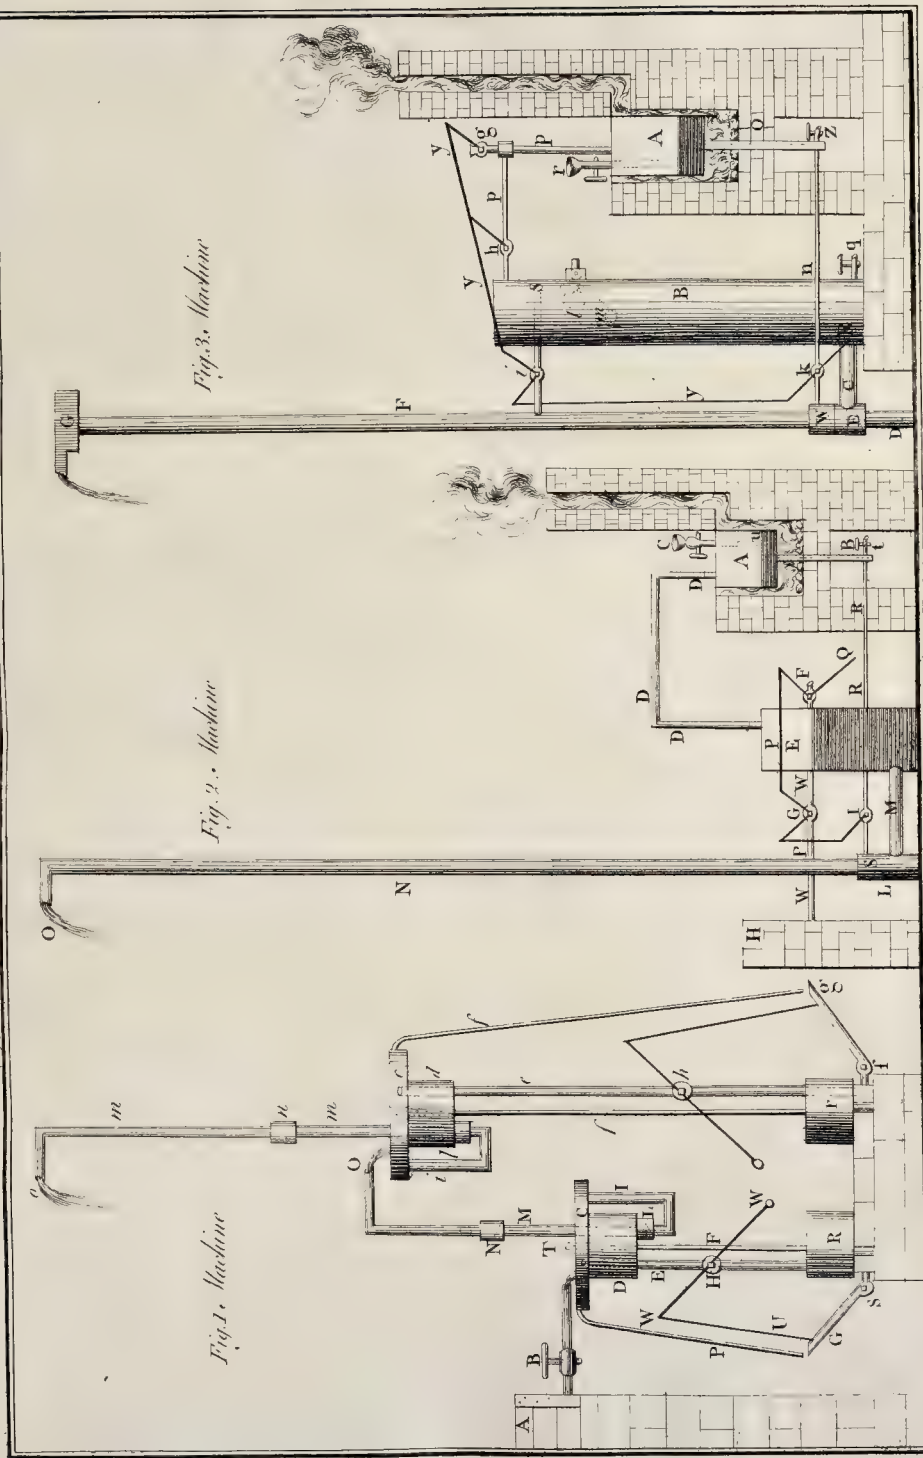 Fig. 1. Machine
A
B
C
D
E
F
G
H
I
L
M
N
O
P
R
S
T
U
W
W
c
d
e
f
f
f
g
h
i
l
m
m
n
o
r
Fig. 2. Machine
A
B
C
D
D
D
E
F
G
H
I
L
M
N
O
P
P
Q
R
R
S
W
W
t
u
Fig. 3. Machine
A
B
C
D
E
F
G
W
O
Z
g
h
i
k
l
m
n
p
p
q
r
s
y
y
y